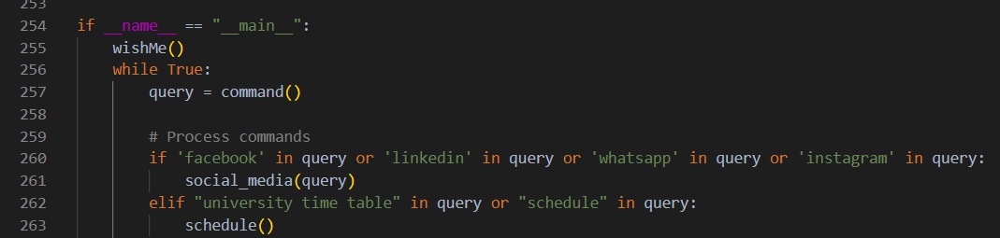 253
254 if __name__ == "__main__":
255 wishMe()
256 while True:
257 query = command()
258
259 # Process commands
260 if 'facebook' in query or 'linkedin' in query or 'whatsapp' in query or 'instagram' in query:
261 social_media(query)
262 elif "university time table" in query or "schedule" in query:
263 schedule()